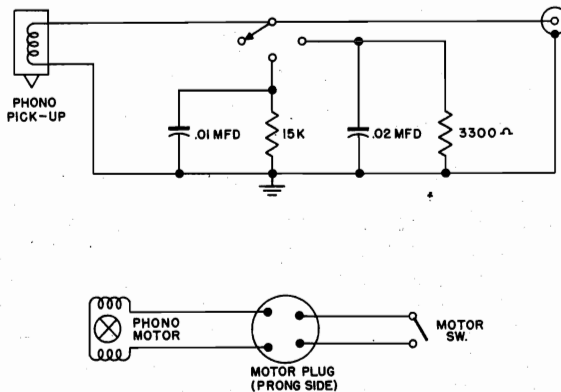 PHONO
PICK-UP
.01 MFD
15K
.02 MFD
3300 Ω
PHONO
MOTOR
MOTOR
SW.
MOTOR PLUG
(PRONG SIDE)